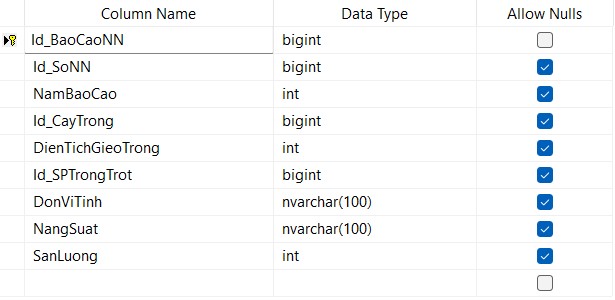 Column Name Data Type Allow Nulls
Id_BaoCaoNN bigint
Id_SoNN bigint
NamBaoCao int
Id_CayTrong bigint
DienTichGieoTrong int
Id_SPTrongTrot bigint
DonViTinh nvarchar(100)
NangSuat nvarchar(100)
SanLuong int